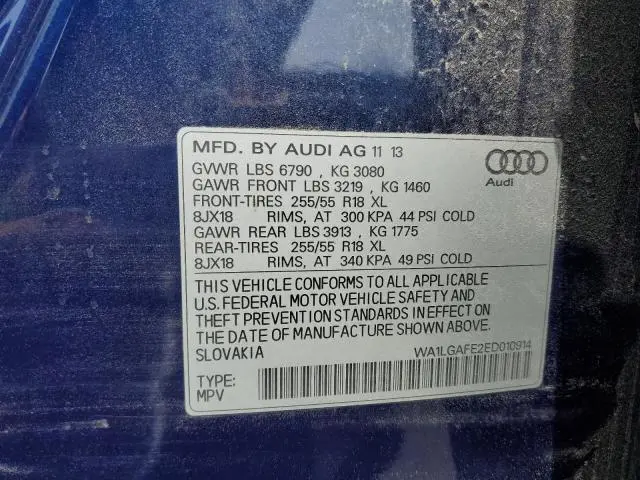 MFD. BY AUDI AG 11 13
GVWR LBS 6790 , KG 3080
GAWR FRONT LBS 3219 , KG 1460
FRONT-TIRES 255/55 R18 XL
8JX18 RIMS, AT 300 KPA 44 PSI COLD
GAWR REAR LBS 3913 , KG 1775
REAR-TIRES 255/55 R18 XL
8JX18 RIMS, AT 340 KPA 49 PSI COLD
Audi
THIS VEHICLE CONFORMS TO ALL APPLICABLE
U.S. FEDERAL MOTOR VEHICLE SAFETY AND
THEFT PREVENTION STANDARDS IN EFFECT ON
THE DATE OF MANUFACTURE SHOWN ABOVE.
SLOVAKIA WA1LGAFE2ED010914
TYPE:
MPV